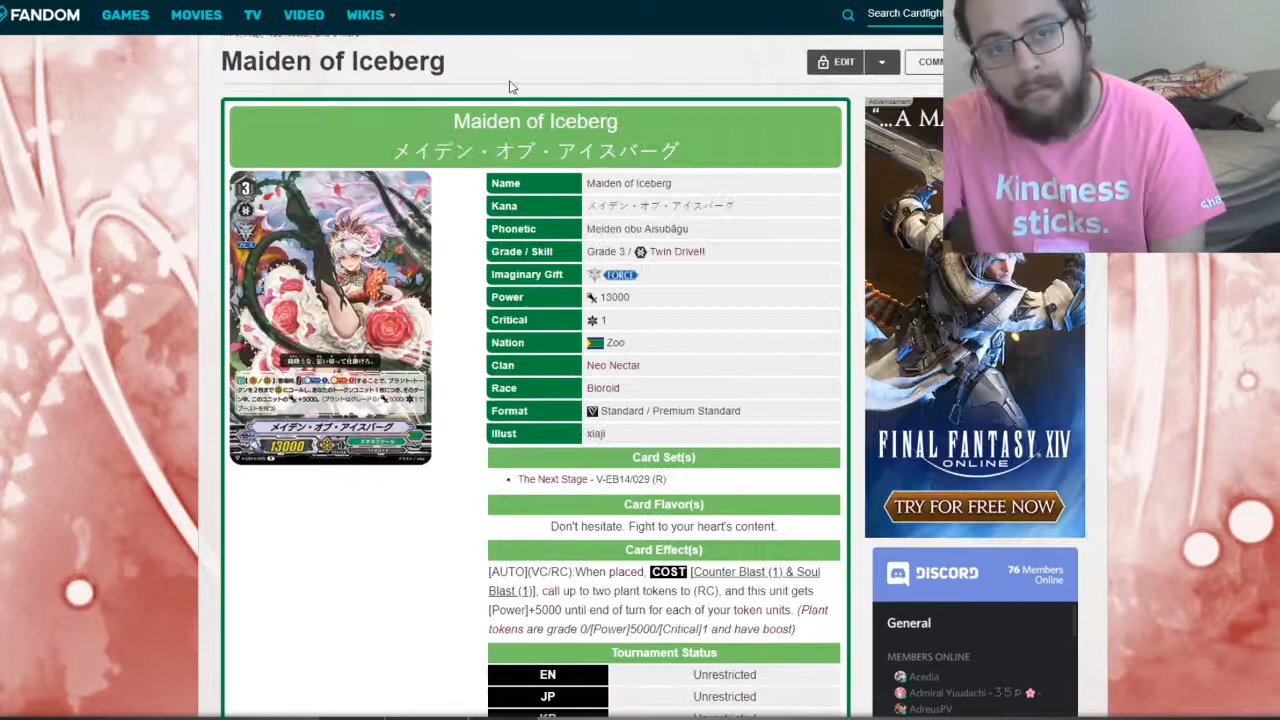 FANDOM GAMES MOVIES TV VIDEO WIKIS Search Cardfigh
Maiden of Iceberg
EDIT
COM
Maiden of Iceberg
メイデン・オブ・アイスバーグ
Name Maiden of Iceberg
Kana メイデン・オブ・アイスバーグ
Phonetic Meiden obu Aisubāgu
Grade / Skill Grade 3 / Twin Drive!!
Imaginary Gift FORCE
Power 13000
Critical 1
Nation Zoo
Clan Neo Nectar
Race Bioroid
Format V Standard / Premium Standard
Illust xiaji
Card Set(s)
• The Next Stage - V-EB14/029 (R)
Card Flavor(s)
Don't hesitate. Fight to your heart's content.
Card Effect(s)
[AUTO](VC/RC):When placed, COST [Counter Blast (1) & Soul
Blast (1)], call up to two plant tokens to (RC), and this unit gets
[Power]+5000 until end of turn for each of your token units. (Plant
tokens are grade 0/[Power]5000/[Critical]1 and have boost)
Tournament Status
EN Unrestricted
JP Unrestricted
3
メイデン・オブ・アイスバーグ
13000
Advertisement
"...A MA
FINAL FANTASY XIV
ONLINE
TRY FOR FREE NOW
DISCORD 76 Members
Online
General
MEMBERS ONLINE
Acedia
Admiral Yuudachi - 3 5 P 🌸 -
AdreusPV
Kindness
sticks.
Sha